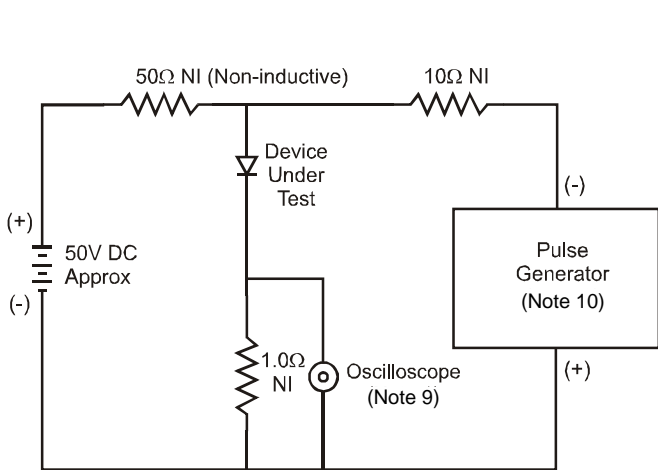 50Ω NI (Non-inductive)
10Ω NI
Device
Under
Test
(-)
(+)
50V DC
Approx
(-)
Pulse
Generator
(Note 10)
1.0Ω
NI
Oscilloscope
(Note 9)
(+)